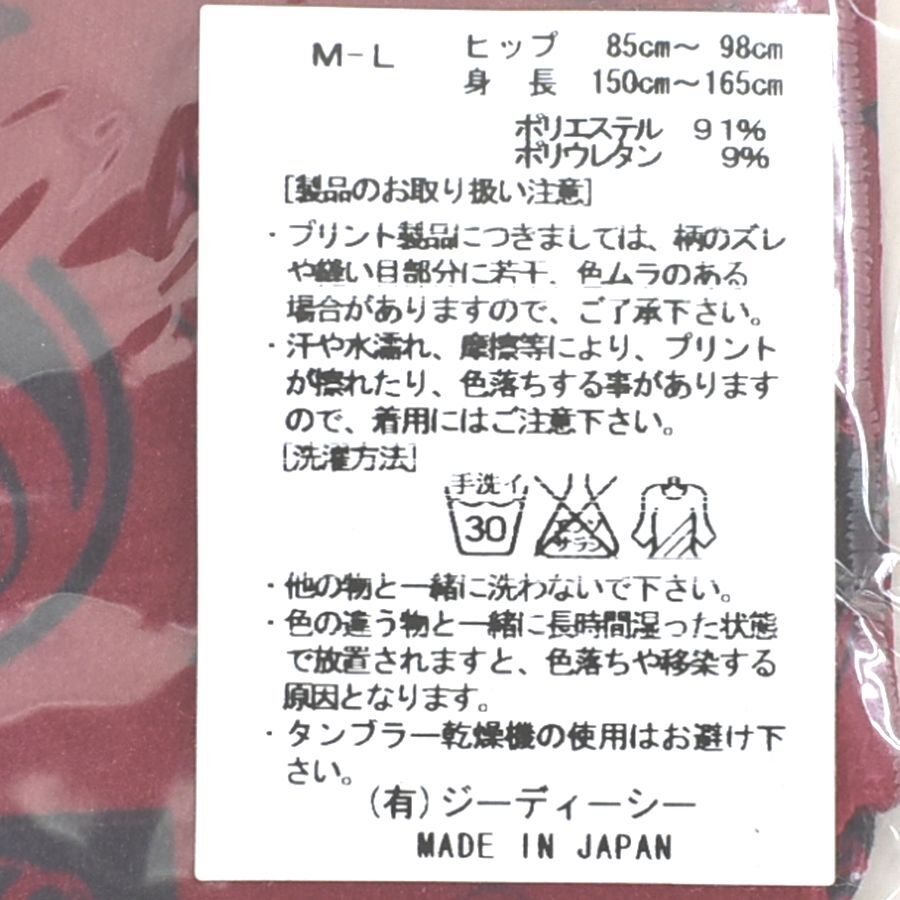 M-L ヒップ 85cm～98cm
身長 150cm～165cm
ポリエステル 91%
ポリウレタン 9%
[製品のお取り扱い注意]
・プリント製品につきましては、柄のズレ
や縫い目部分に若干、色ムラのある
場合がありますので、ご了承下さい。
・汗や水濡れ、摩擦等により、プリント
が擦れたり、色落ちする事があります
ので、着用にはご注意下さい。
[洗濯方法]
手洗イ
30
エンソ
サラシ
・他の物と一緒に洗わないで下さい。
・色の違う物と一緒に長時間湿った状態
で放置されますと、色落ちや移染する
原因となります。
・タンブラー乾燥機の使用はお避け下
さい。
(有)ジーディーシー
MADE IN JAPAN